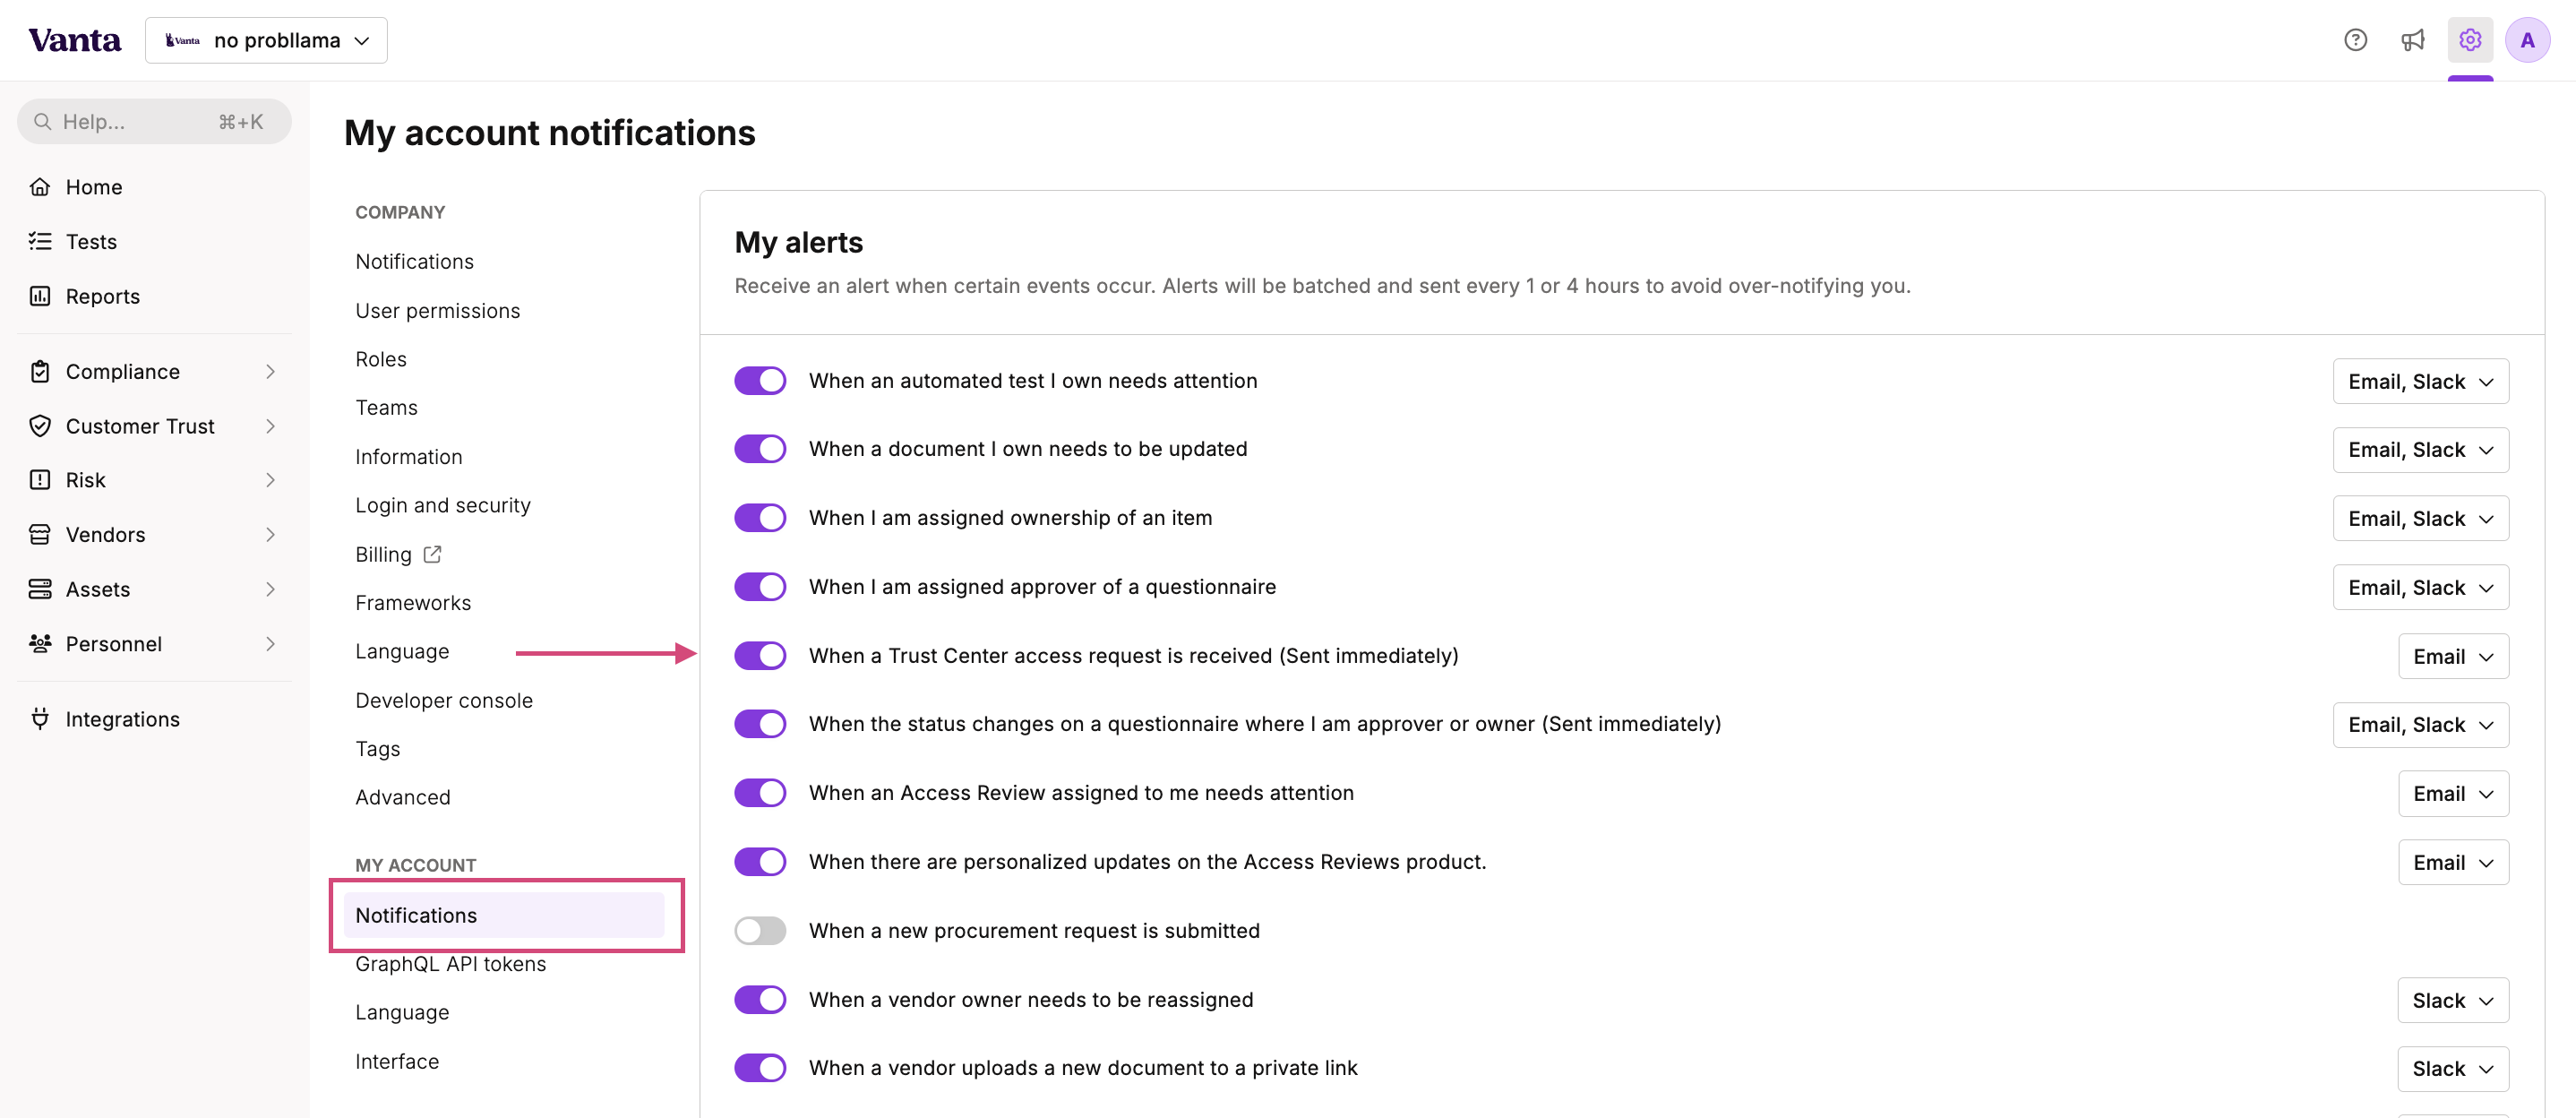 Vanta
Vanta no probllama
A
Help... ⌘+K
Home
Tests
Reports
Compliance
Customer Trust
Risk
Vendors
Assets
Personnel
Integrations
My account notifications
COMPANY
Notifications
User permissions
Roles
Teams
Information
Login and security
Billing
Frameworks
Language
Developer console
Tags
Advanced
MY ACCOUNT
Notifications
GraphQL API tokens
Language
Interface
My alerts
Receive an alert when certain events occur. Alerts will be batched and sent every 1 or 4 hours to avoid over-notifying you.
When an automated test I own needs attention Email, Slack
When a document I own needs to be updated Email, Slack
When I am assigned ownership of an item Email, Slack
When I am assigned approver of a questionnaire Email, Slack
When a Trust Center access request is received (Sent immediately) Email
When the status changes on a questionnaire where I am approver or owner (Sent immediately) Email, Slack
When an Access Review assigned to me needs attention Email
When there are personalized updates on the Access Reviews product. Email
When a new procurement request is submitted
When a vendor owner needs to be reassigned Slack
When a vendor uploads a new document to a private link Slack